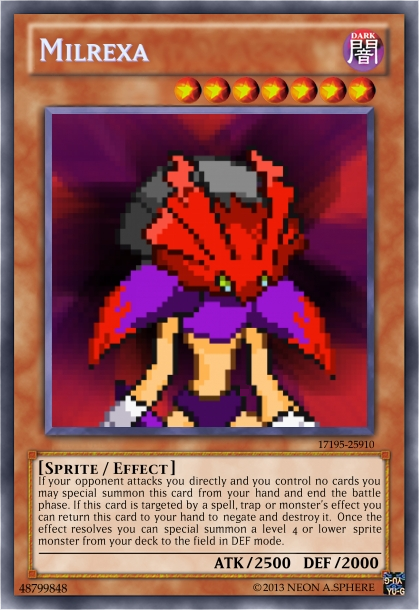 MILREXA
DARK
闇
17195-25910
[SPRITE / EFFECT]
If your opponent attacks you directly and you control no cards you
may special summon this card from your hand and end the battle
phase. If this card is targeted by a spell, trap or monster's effect you
can return this card to your hand to negate and destroy it. Once the
effect resolves you can special summon a level 4 or lower sprite
monster from your deck to the field in DEF mode.
ATK/2500 DEF/2000
48799848
©2013 NEON A.SPHERE